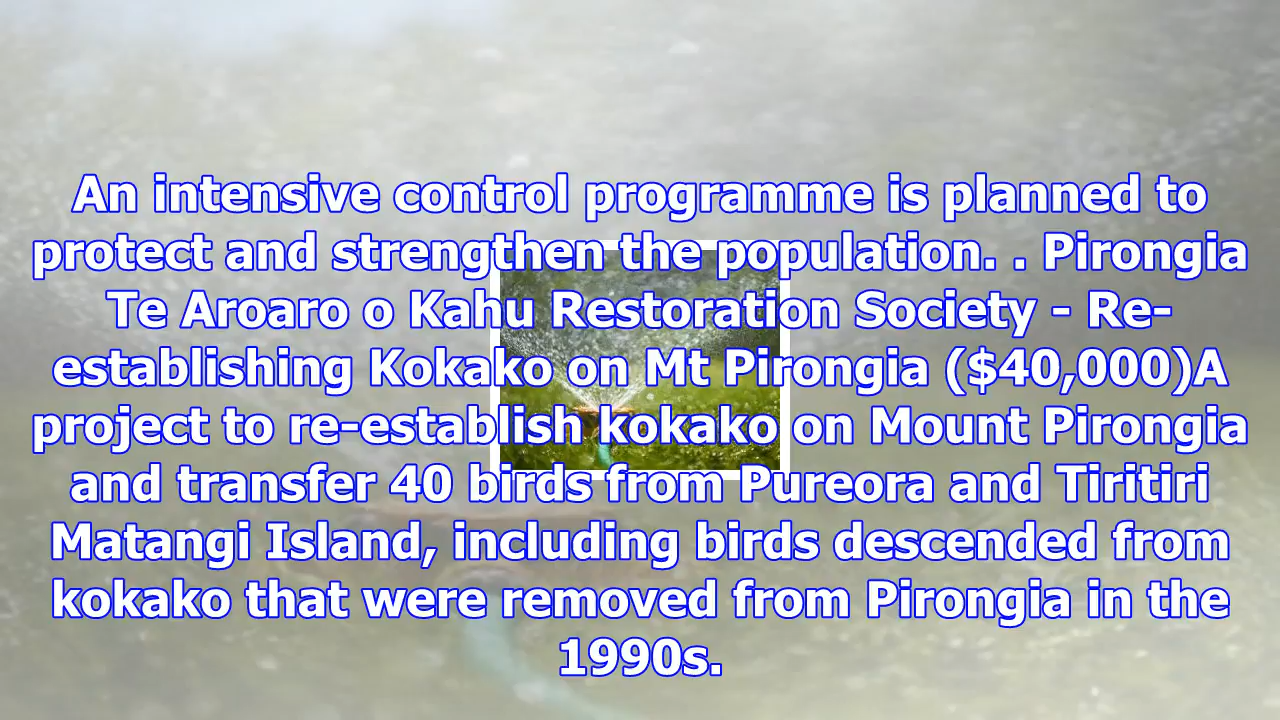 An intensive control programme is planned to
protect and strengthen the population. . Pirongia
Te Aroaro o Kahu Restoration Society - Re-
establishing Kokako on Mt Pirongia ($40,000)A
project to re-establish kokako on Mount Pirongia
and transfer 40 birds from Pureora and Tiritiri
Matangi Island, including birds descended from
kokako that were removed from Pirongia in the
1990s.